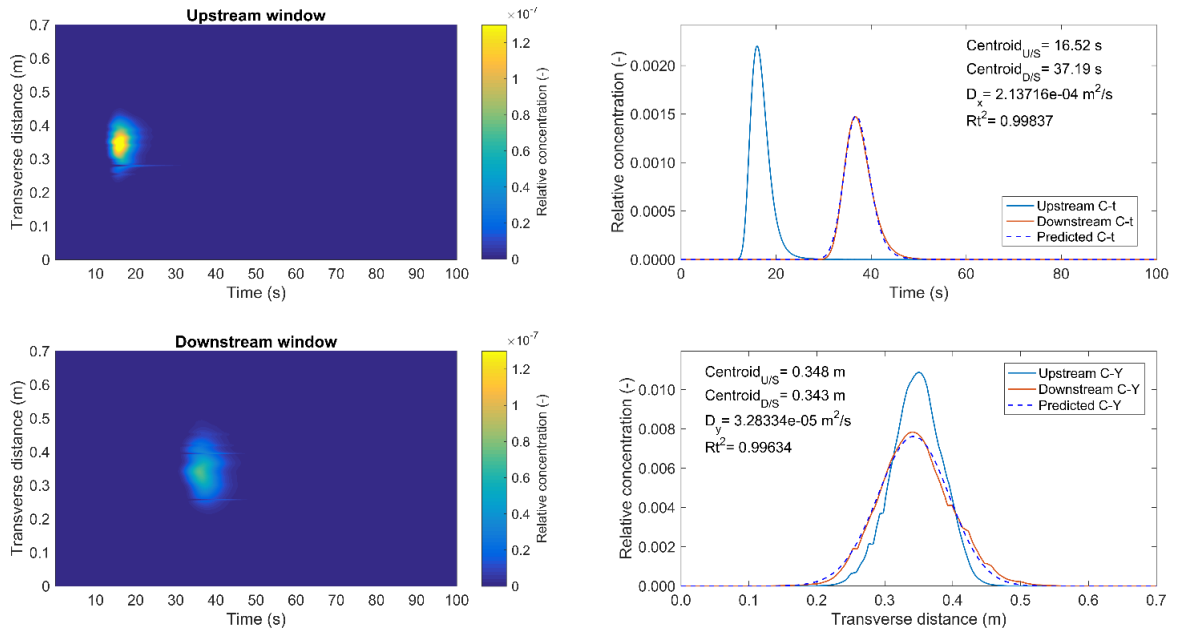 Upstream window
Transverse distance (m)
0.7
0.6
0.5
0.4
0.3
0.2
0.1
0
10 20 30 40 50 60 70 80 90 100
Time (s)
×10⁻⁷
1.2
1
0.8
0.6
0.4
0.2
0
Relative concentration (-)
Relative concentration (-)
0.0020
0.0015
0.0010
0.0005
0.0000
0 20 40 60 80 100
Time (s)
Centroid_U/S= 16.52 s
Centroid_D/S= 37.19 s
D_x= 2.13716e-04 m²/s
Rt²= 0.99837
Upstream C-t
Downstream C-t
Predicted C-t
Downstream window
Transverse distance (m)
0.7
0.6
0.5
0.4
0.3
0.2
0.1
0
10 20 30 40 50 60 70 80 90 100
Time (s)
×10⁻⁷
1.2
1
0.8
0.6
0.4
0.2
0
Relative concentration (-)
Relative concentration (-)
0.010
0.008
0.006
0.004
0.002
0.000
0.0 0.1 0.2 0.3 0.4 0.5 0.6 0.7
Transverse distance (m)
Centroid_U/S= 0.348 m
Centroid_D/S= 0.343 m
D_y= 3.28334e-05 m²/s
Rt²= 0.99634
Upstream C-Y
Downstream C-Y
Predicted C-Y